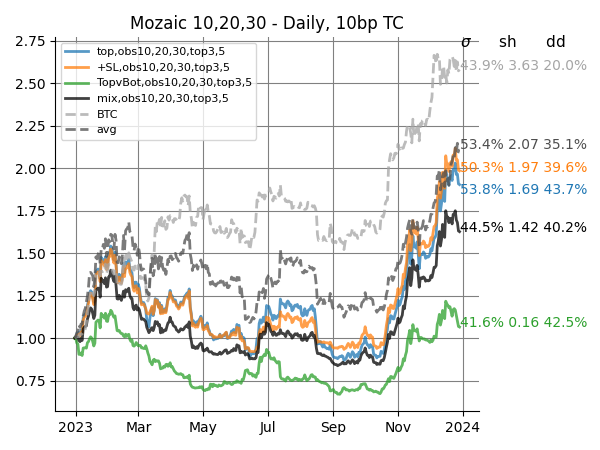 Mozaic 10,20,30 - Daily, 10bp TC
σ sh dd
2.75
2.50
2.25
2.00
1.75
1.50
1.25
1.00
0.75
top,obs10,20,30,top3,5
+SL,obs10,20,30,top3,5
TopvBot,obs10,20,30,top3,5
mix,obs10,20,30,top3,5
BTC
avg
43.9% 3.63 20.0%
53.4% 2.07 35.1%
50.3% 1.97 39.6%
53.8% 1.69 43.7%
44.5% 1.42 40.2%
41.6% 0.16 42.5%
2023 Mar May Jul Sep Nov 2024